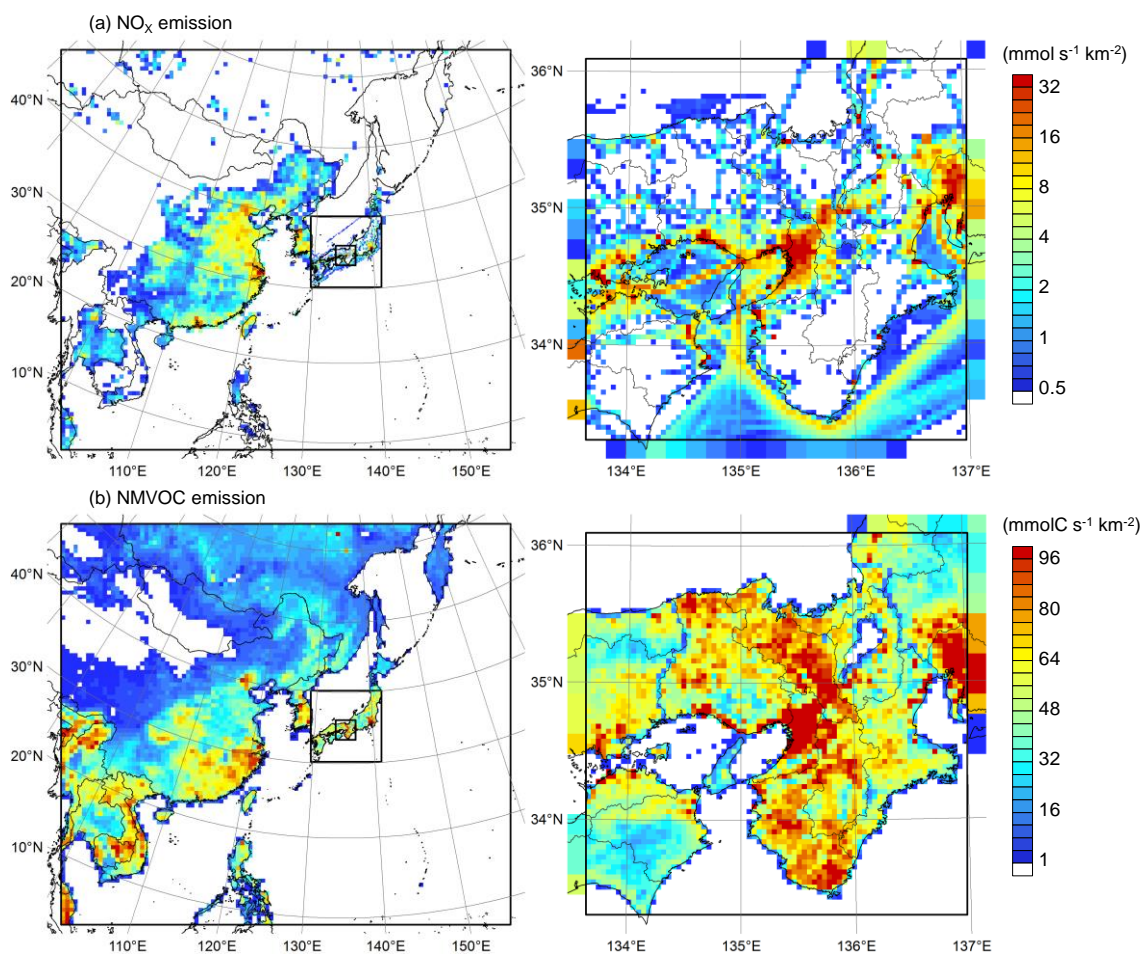 (a) NOX emission
40°N
30°N
20°N
10°N
110°E 120°E 130°E 140°E 150°E
36°N
35°N
34°N
134°E 135°E 136°E 137°E
(mmol s-1 km-2)
32
16
8
4
2
1
0.5
(b) NMVOC emission
40°N
30°N
20°N
10°N
110°E 120°E 130°E 140°E 150°E
36°N
35°N
34°N
134°E 135°E 136°E 137°E
(mmolC s-1 km-2)
96
80
64
48
32
16
1